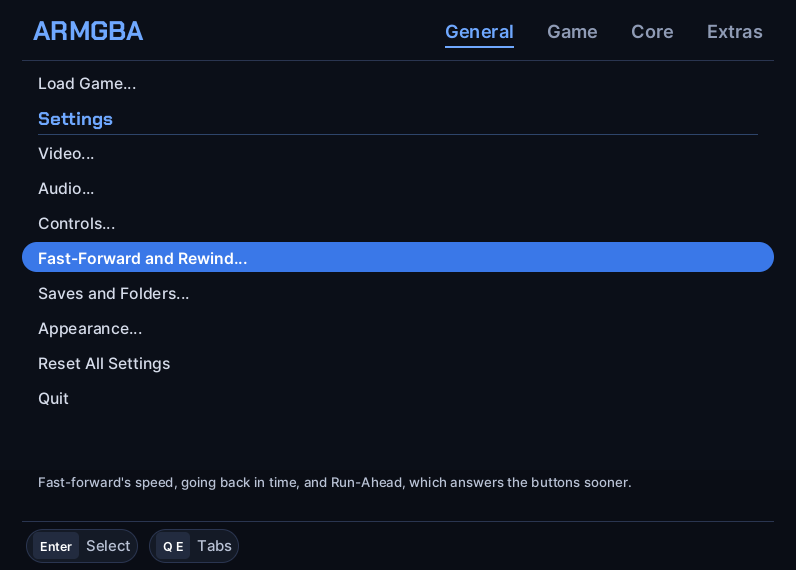 ARMGBA
General Game Core Extras
Load Game...
Settings
Video...
Audio...
Controls...
Fast-Forward and Rewind...
Saves and Folders...
Appearance...
Reset All Settings
Quit
Fast-forward's speed, going back in time, and Run-Ahead, which answers the buttons sooner.
Enter Select Q E Tabs